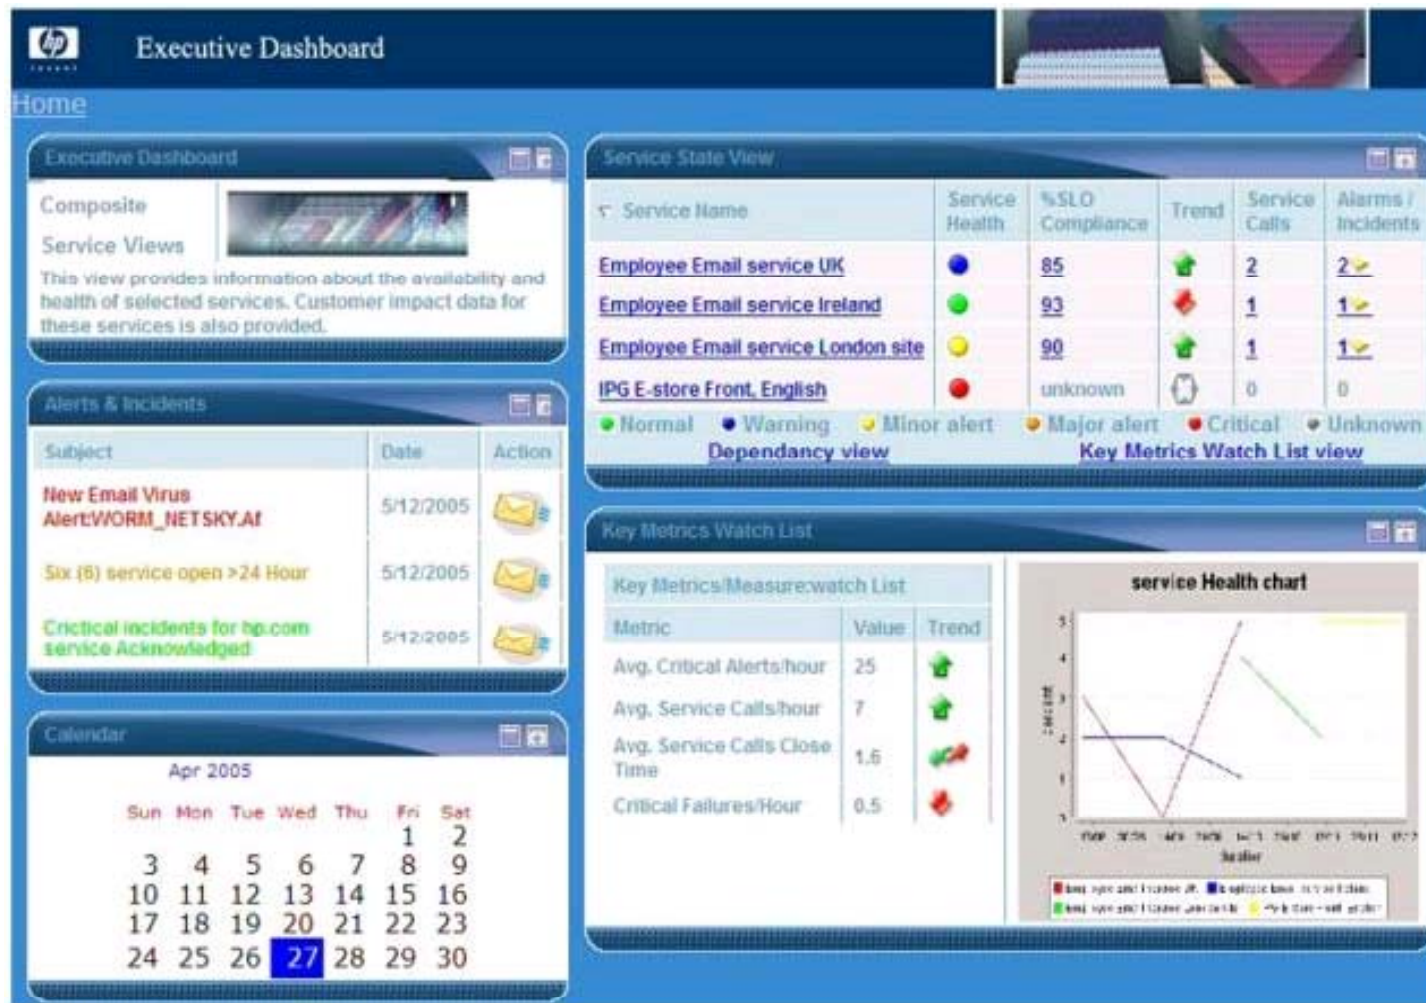 hp
invent
Executive Dashboard
Home
Executive Dashboard
Composite
Service Views
This view provides information about the availability and
health of selected services. Customer impact data for
these services is also provided.
Alerts & Incidents
Subject Date Action
New Email Virus
Alert:WORM_NETSKY.Af 5/12/2005
Six (6) service open >24 Hour 5/12/2005
Crictical incidents for hp.com
service Acknowledged 5/12/2005
Calendar
Apr 2005
Sun Mon Tue Wed Thu Fri Sat
1 2
3 4 5 6 7 8 9
10 11 12 13 14 15 16
17 18 19 20 21 22 23
24 25 26 27 28 29 30
Service State View
Service Name Service Health %SLO Compliance Trend Service Calls Alarms / Incidents
Employee Email service UK 85 2 2
Employee Email service Ireland 93 1 1
Employee Email service London site 90 1 1
IPG E-store Front, English unknown 0 0
Normal Warning Minor alert Major alert Critical Unknown
Dependancy view Key Metrics Watch List view
Key Metrics Watch List
Key Metrics/Measure:watch List
Metric Value Trend
Avg. Critical Alerts/hour 25
Avg. Service Calls/hour 7
Avg. Service Calls Close
Time 1.6
Critical Failures/Hour 0.5
service Health chart
5
4
3
2
1
0